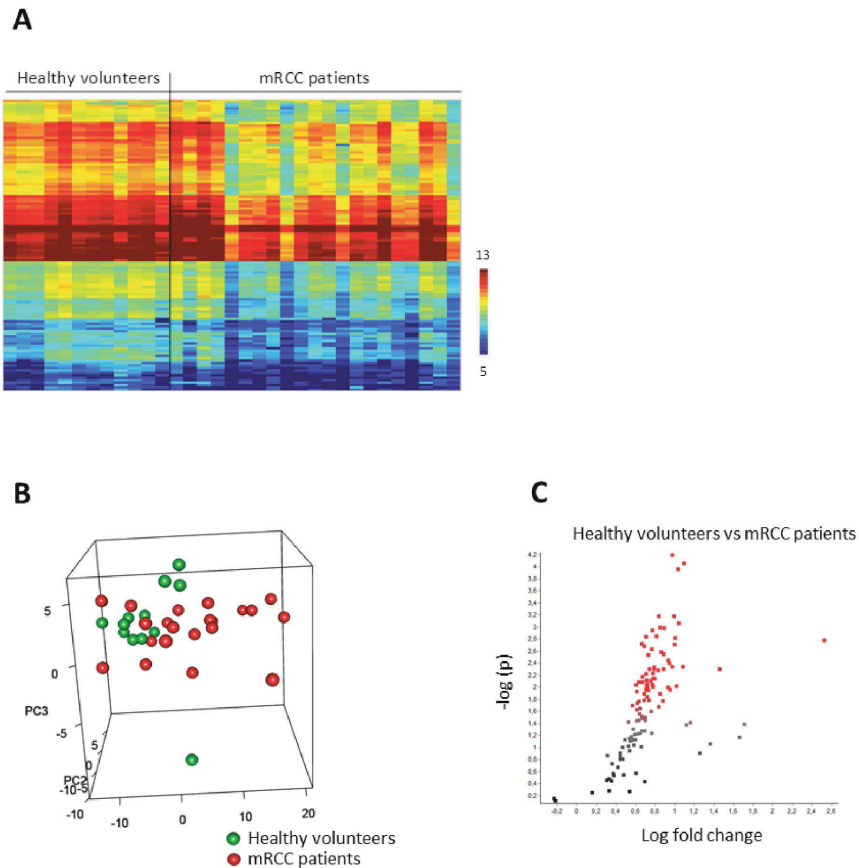 A
Healthy volunteers mRCC patients
13
5
B
5
0
PC3
-5
5
0
PC2
-10 -5
-10
-10 0 10 20
Healthy volunteers
mRCC patients
C
Healthy volunteers vs mRCC patients
4,2
4
3,8
3,6
3,4
3,2
3
2,8
2,6
2,4
2,2
2
1,8
1,6
1,4
1,2
1
0,8
0,6
0,4
0,2
-log (p)
-0,2 0 0,2 0,4 0,6 0,8 1 1,2 1,4 1,6 1,8 2 2,2 2,4 2,6
Log fold change